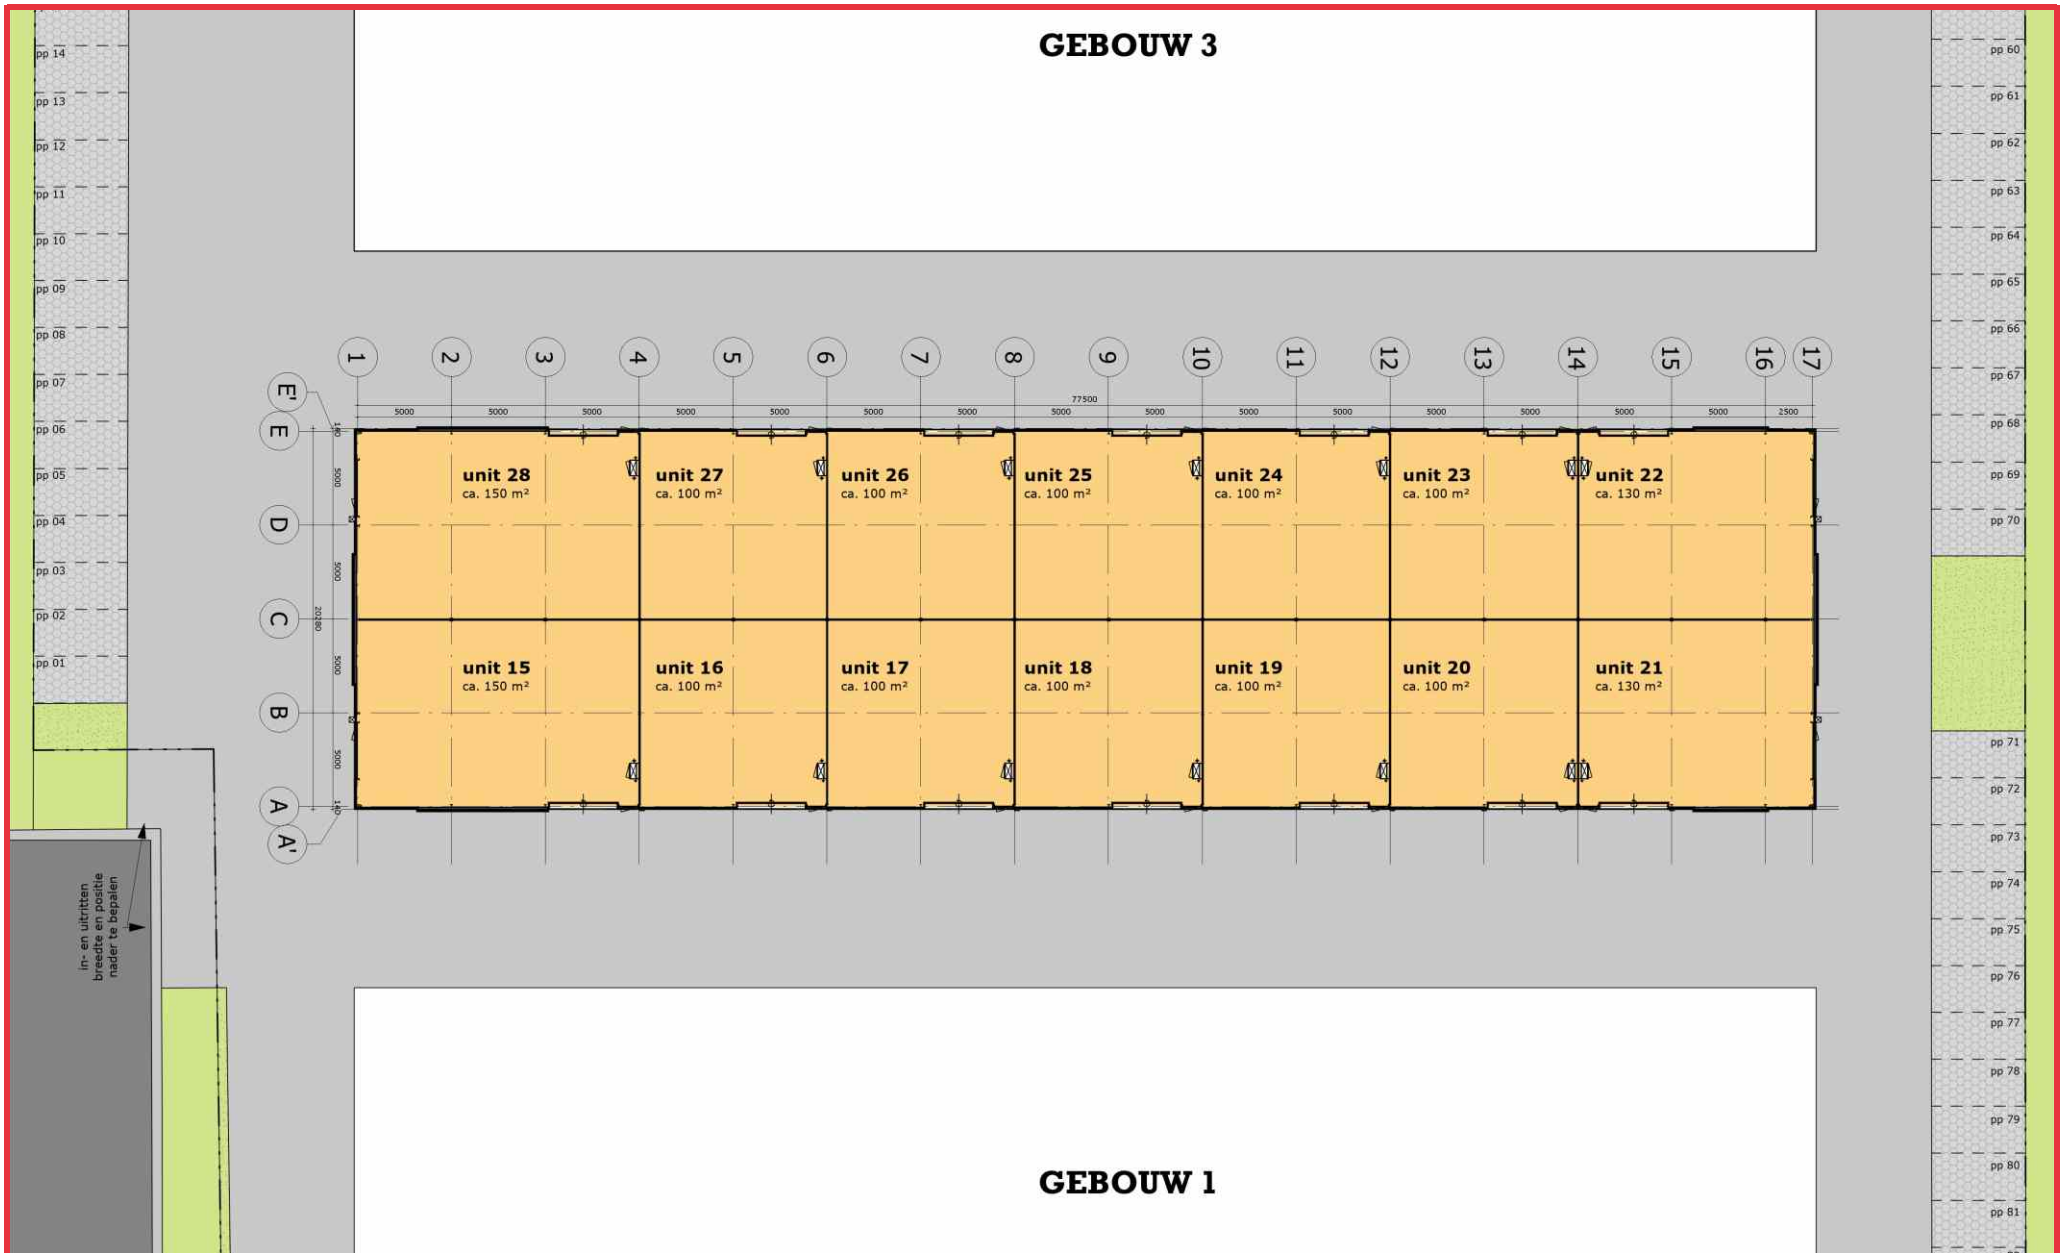 GEBOUW 3
pp 14
pp 13
pp 12
pp 11
pp 10
pp 09
pp 08
pp 07
pp 06
pp 05
pp 04
pp 03
pp 02
pp 01
pp 60
pp 61
pp 62
pp 63
pp 64
pp 65
pp 66
pp 67
pp 68
pp 69
pp 70
pp 71
pp 72
pp 73
pp 74
pp 75
pp 76
pp 77
pp 78
pp 79
pp 80
pp 81
1 2 3 4 5 6 7 8 9 10 11 12 13 14 15 16 17
77500
5000 5000 5000 5000 5000 5000 5000 5000 5000 5000 5000 5000 5000 5000 5000 2500
E'
E
D
C
B
A
A'
140
5000
5000
5000
5000
140
20280
unit 28 unit 27 unit 26 unit 25 unit 24 unit 23 unit 22
ca. 150 m² ca. 100 m² ca. 100 m² ca. 100 m² ca. 100 m² ca. 100 m² ca. 130 m²
unit 15 unit 16 unit 17 unit 18 unit 19 unit 20 unit 21
ca. 150 m² ca. 100 m² ca. 100 m² ca. 100 m² ca. 100 m² ca. 100 m² ca. 130 m²
in- en uitritten
breedte en positie
nader te bepalen
GEBOUW 1